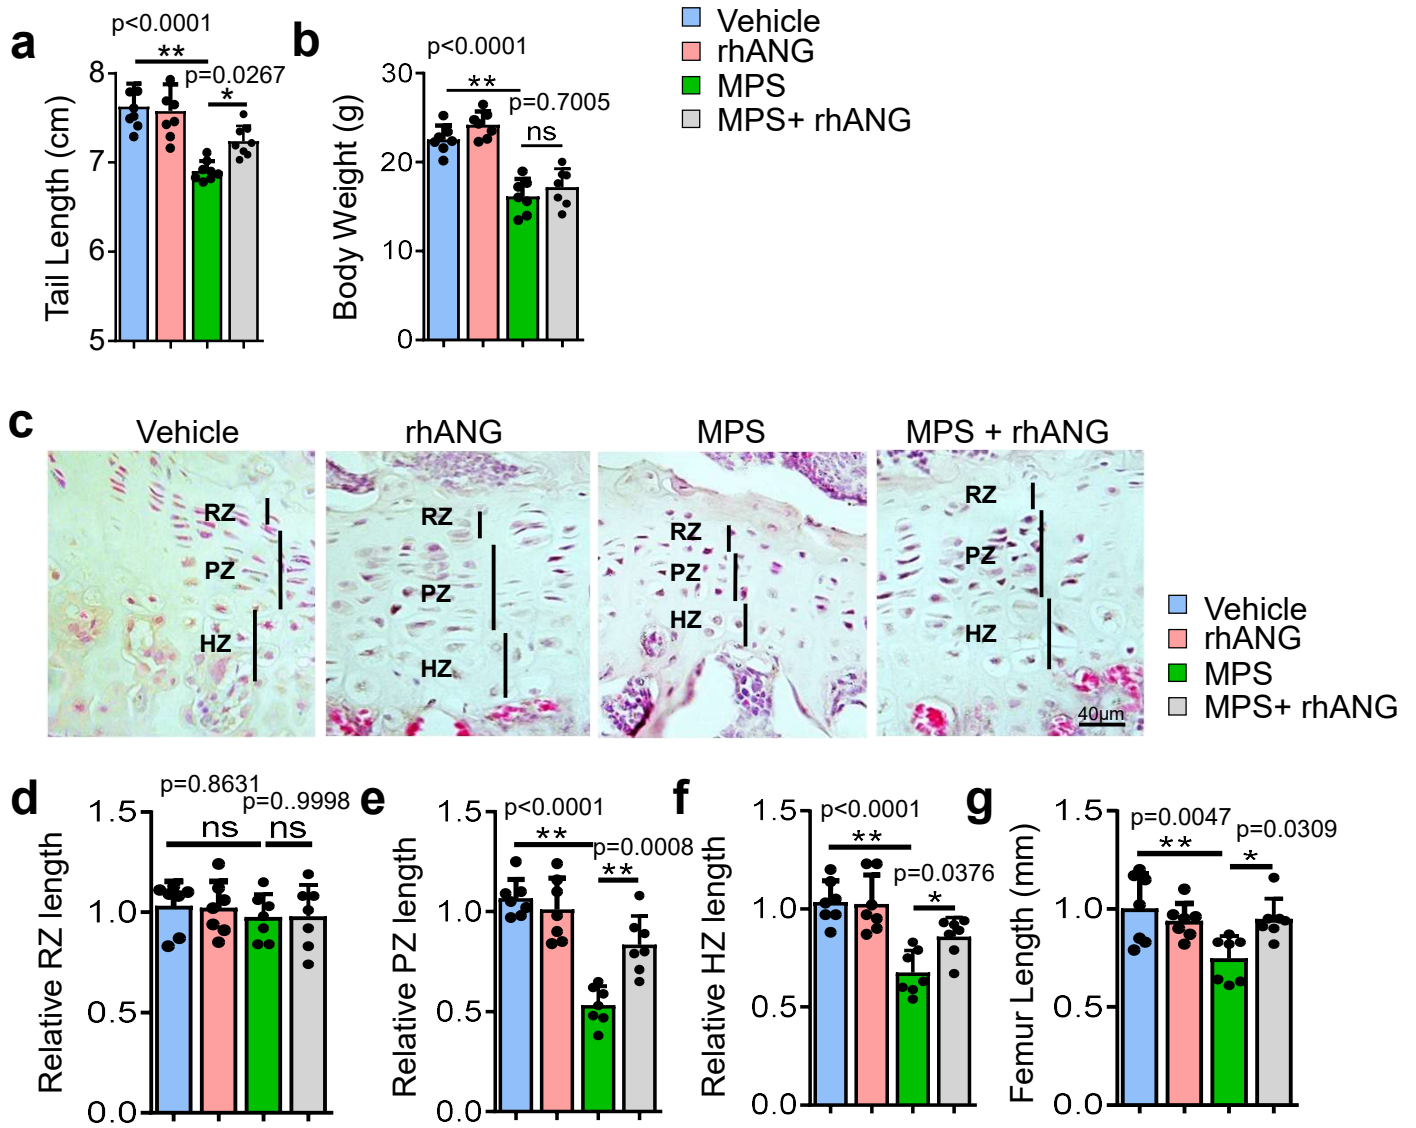 a
p<0.0001
**
p=0.0267
*
Tail Length (cm)
8
7
6
5
b
p<0.0001
**
p=0.7005
ns
Body Weight (g)
30
20
10
0
Vehicle
rhANG
MPS
MPS+ rhANG
c
Vehicle
rhANG
MPS
MPS + rhANG
RZ
PZ
HZ
RZ
PZ
HZ
RZ
PZ
HZ
RZ
PZ
HZ
40μm
Vehicle
rhANG
MPS
MPS+ rhANG
d
p=0.8631
p=0..9998
ns
ns
Relative RZ length
1.5
1.0
0.5
0.0
e
p<0.0001
**
p=0.0008
**
Relative PZ length
1.5
1.0
0.5
0.0
f
p<0.0001
**
p=0.0376
*
Relative HZ length
1.5
1.0
0.5
0.0
g
p=0.0047
**
p=0.0309
*
Femur Length (mm)
1.5
1.0
0.5
0.0